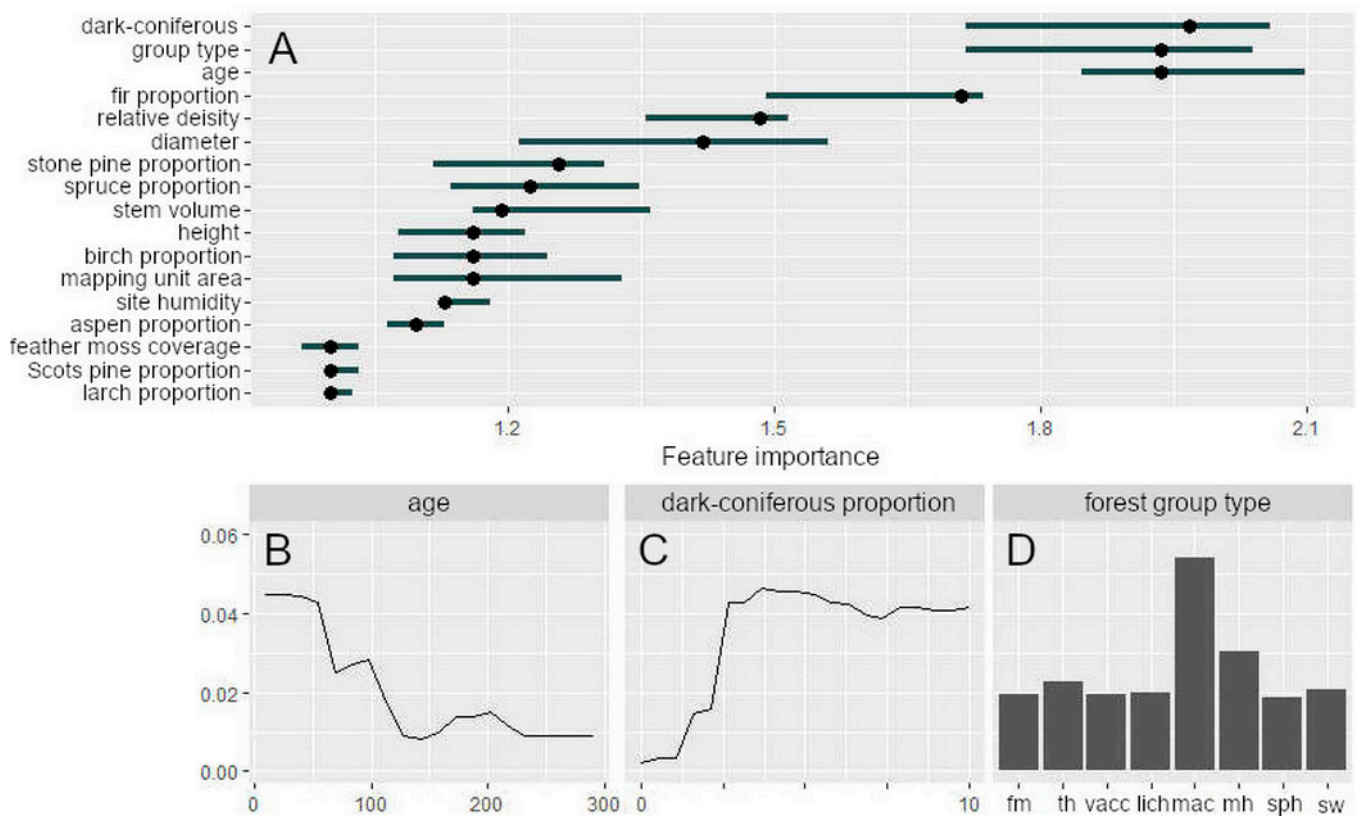 A
dark-coniferous
group type
age
fir proportion
relative deisity
diameter
stone pine proportion
spruce proportion
stem volume
height
birch proportion
mapping unit area
site humidity
aspen proportion
feather moss coverage
Scots pine proportion
larch proportion
1.2 1.5 1.8 2.1
Feature importance
age dark-coniferous proportion forest group type
B C D
0.06
0.04
0.02
0.00
0 100 200 300 0 10 fm th vacc lich mac mh sph sw